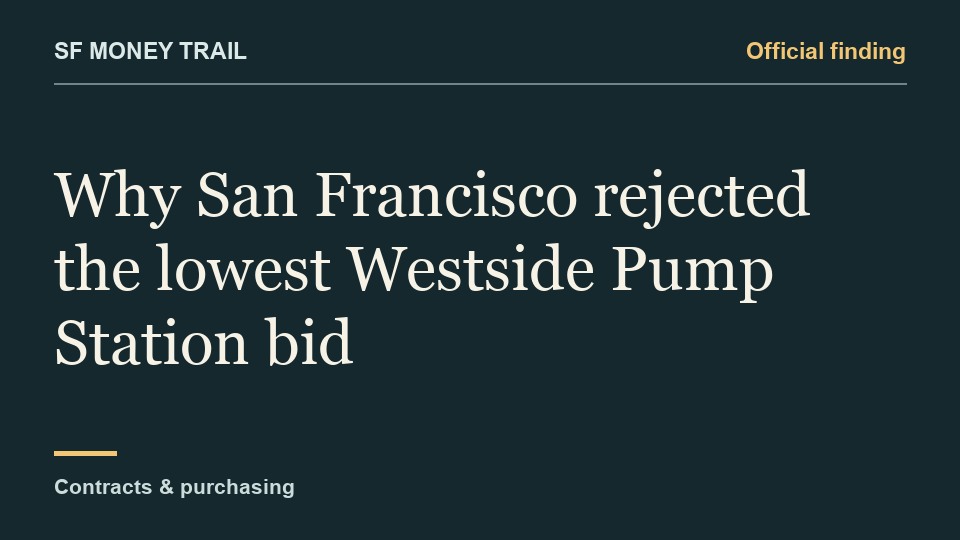 SF MONEY TRAIL
Official finding
Why San Francisco rejected
the lowest Westside Pump
Station bid
Contracts & purchasing